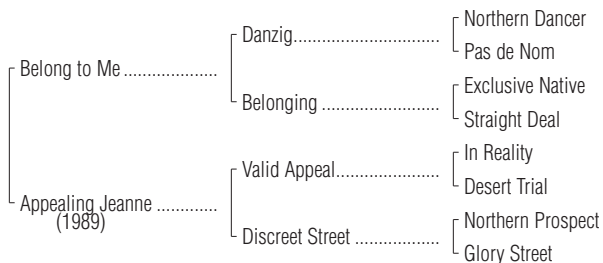 Northern Dancer
Danzig..............................
Pas de Nom
Belong to Me ....................
Exclusive Native
Belonging .........................
Straight Deal
In Reality
Valid Appeal......................
Desert Trial
Appealing Jeanne .............
(1989)
Northern Prospect
Discreet Street ..................
Glory Street